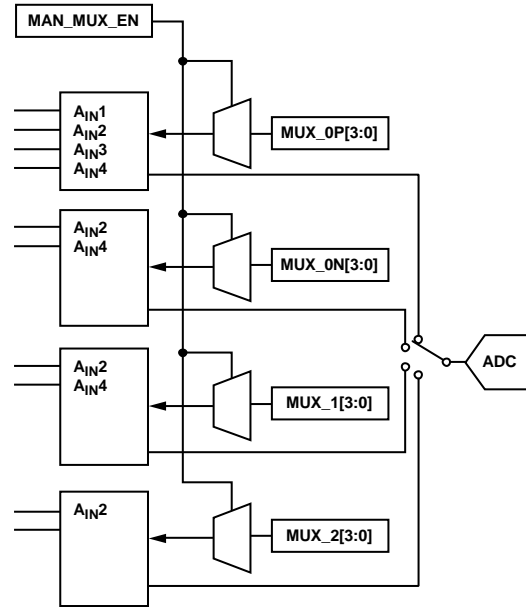 MAN_MUX_EN
AIN1
AIN2
AIN3
AIN4
MUX_0P[3:0]
AIN2
AIN4
MUX_0N[3:0]
ADC
AIN2
AIN4
MUX_1[3:0]
AIN2
MUX_2[3:0]